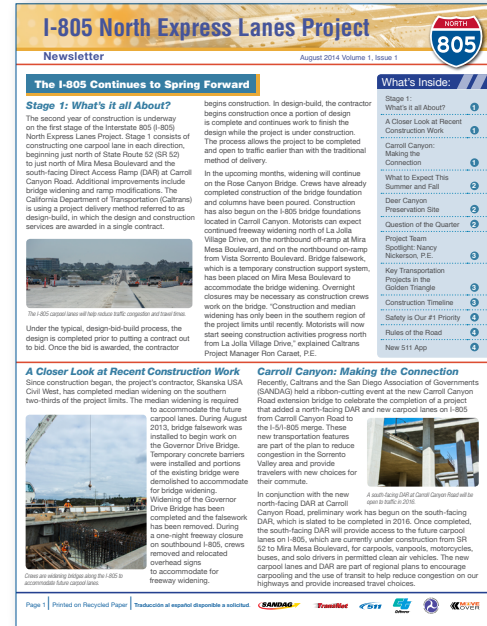 I-805 North Express Lanes Project
NORTH
805
Newsletter
August 2014 Volume 1, Issue 1
The I-805 Continues to Spring Forward
Stage 1: What's it all About?
The second year of construction is underway
on the first stage of the Interstate 805 (I-805)
North Express Lanes Project. Stage 1 consists of
constructing one carpool lane in each direction,
beginning just north of State Route 52 (SR 52)
to just north of Mira Mesa Boulevard and the
south-facing Direct Access Ramp (DAR) at Carroll
Canyon Road. Additional improvements include
bridge widening and ramp modifications. The
California Department of Transportation (Caltrans)
is using a project delivery method referred to as
design-build, in which the design and construction
services are awarded in a single contract.
The I-805 carpool lanes will help reduce traffic congestion and travel times.
Under the typical, design-bid-build process, the
design is completed prior to putting a contract out
to bid. Once the bid is awarded, the contractor
begins construction. In design-build, the contractor
begins construction once a portion of design
is complete and continues work to finish the
design while the project is under construction.
The process allows the project to be completed
and open to traffic earlier than with the traditional
method of delivery.
In the upcoming months, widening will continue
on the Rose Canyon Bridge. Crews have already
completed construction of the bridge foundation
and columns have been poured. Construction
has also begun on the I-805 bridge foundations
located in Carroll Canyon. Motorists can expect
continued freeway widening north of La Jolla
Village Drive, on the northbound off-ramp at Mira
Mesa Boulevard, and on the northbound on-ramp
from Vista Sorrento Boulevard. Bridge falsework,
which is a temporary construction support system,
has been placed on Mira Mesa Boulevard to
accommodate the bridge widening. Overnight
closures may be necessary as construction crews
work on the bridge. "Construction and median
widening has only been in the southern region of
the project limits until recently. Motorists will now
start seeing construction activities progress north
from La Jolla Village Drive," explained Caltrans
Project Manager Ron Caraet, P.E.
What's Inside:
Stage 1:
What's it all About? 1
A Closer Look at Recent
Construction Work 1
Carroll Canyon:
Making the
Connection 1
What to Expect This
Summer and Fall 2
Deer Canyon
Preservation Site 2
Question of the Quarter 2
Project Team
Spotlight: Nancy
Nickerson, P.E. 3
Key Transportation
Projects in the
Golden Triangle 3
Construction Timeline 3
Safety is Our #1 Priority 4
Rules of the Road 4
New 511 App 4
A Closer Look at Recent Construction Work
Since construction began, the project's contractor, Skanska USA
Civil West, has completed median widening on the southern
two-thirds of the project limits. The median widening is required
to accommodate the future
carpool lanes. During August
2013, bridge falsework was
installed to begin work on
the Governor Drive Bridge.
Temporary concrete barriers
were installed and portions
of the existing bridge were
demolished to accommodate
for bridge widening.
Widening of the Governor
Drive Bridge has been
completed and the falsework
has been removed. During
a one-night freeway closure
on southbound I-805, crews
removed and relocated
overhead signs
to accommodate for
freeway widening.
Crews are widening bridges along the I-805 to
accommodate future carpool lanes.
Carroll Canyon: Making the Connection
Recently, Caltrans and the San Diego Association of Governments
(SANDAG) held a ribbon-cutting event at the new Carroll Canyon
Road extension bridge to celebrate the completion of a project
that added a north-facing DAR and new carpool lanes on I-805
from Carroll Canyon Road to
the I-5/I-805 merge. These
new transportation features
are part of the plan to reduce
congestion in the Sorrento
Valley area and provide
travelers with new choices for
their commute.
A south-facing DAR at Carroll Canyon Road will be
open to traffic in 2016.
In conjunction with the new
north-facing DAR at Carroll
Canyon Road, preliminary work has begun on the south-facing
DAR, which is slated to be completed in 2016. Once completed,
the south-facing DAR will provide access to the future carpool
lanes on I-805, which are currently under construction from SR
52 to Mira Mesa Boulevard, for carpools, vanpools, motorcycles,
buses, and solo drivers in permitted clean air vehicles. The new
carpool lanes and DAR are part of regional plans to encourage
carpooling and the use of transit to help reduce congestion on our
highways and provide increased travel choices.
Page 1 | Printed on Recycled Paper | Traducción al español disponible a solicitud.
SANDAG
TransNet
511
Caltrans
MOVE
OVER